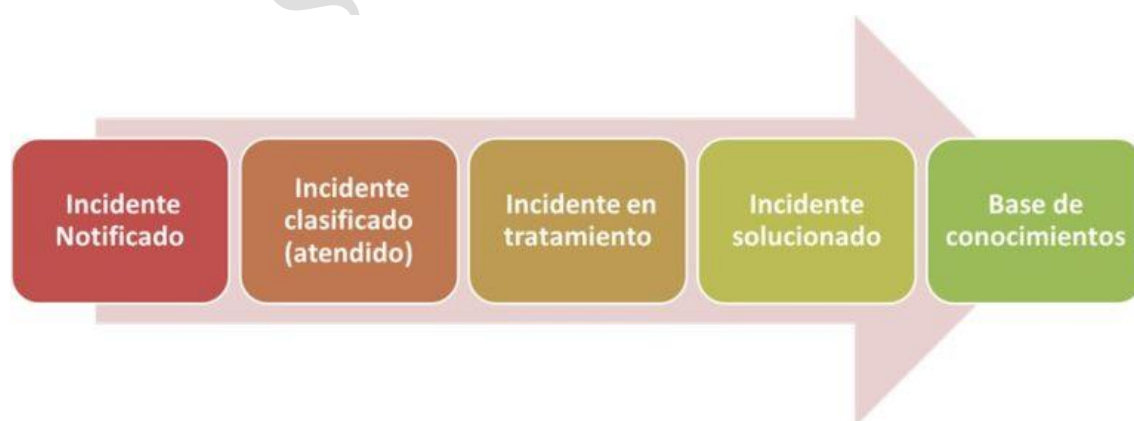 Incidente
Notificado
Incidente
clasificado
(atendido)
Incidente en
tratamiento
Incidente
solucionado
Base de
conocimientos